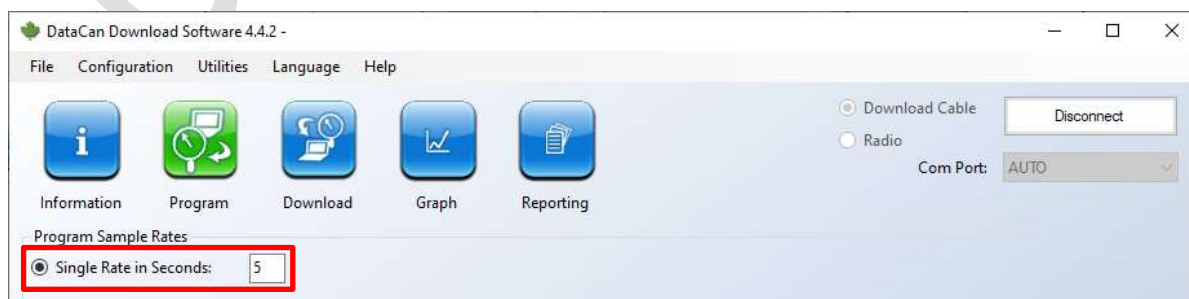 DataCan Download Software 4.4.2 -
File Configuration Utilities Language Help
Download Cable
Disconnect
Radio
Com Port: AUTO
Information Program Download Graph Reporting
Program Sample Rates
Single Rate in Seconds: 5